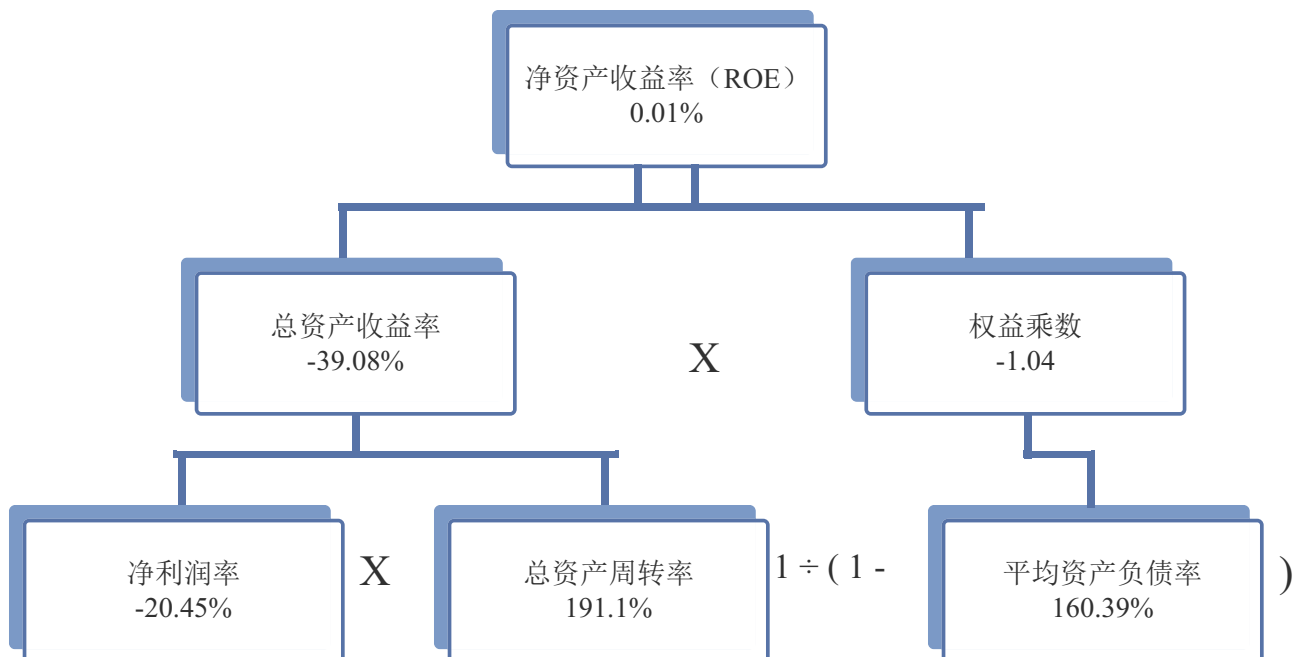 净资产收益率（ROE）
0.01%
总资产收益率
-39.08%
X
权益乘数
-1.04
净利润率
-20.45%
X
总资产周转率
191.1%
1 ÷ ( 1 -
平均资产负债率
160.39%
)